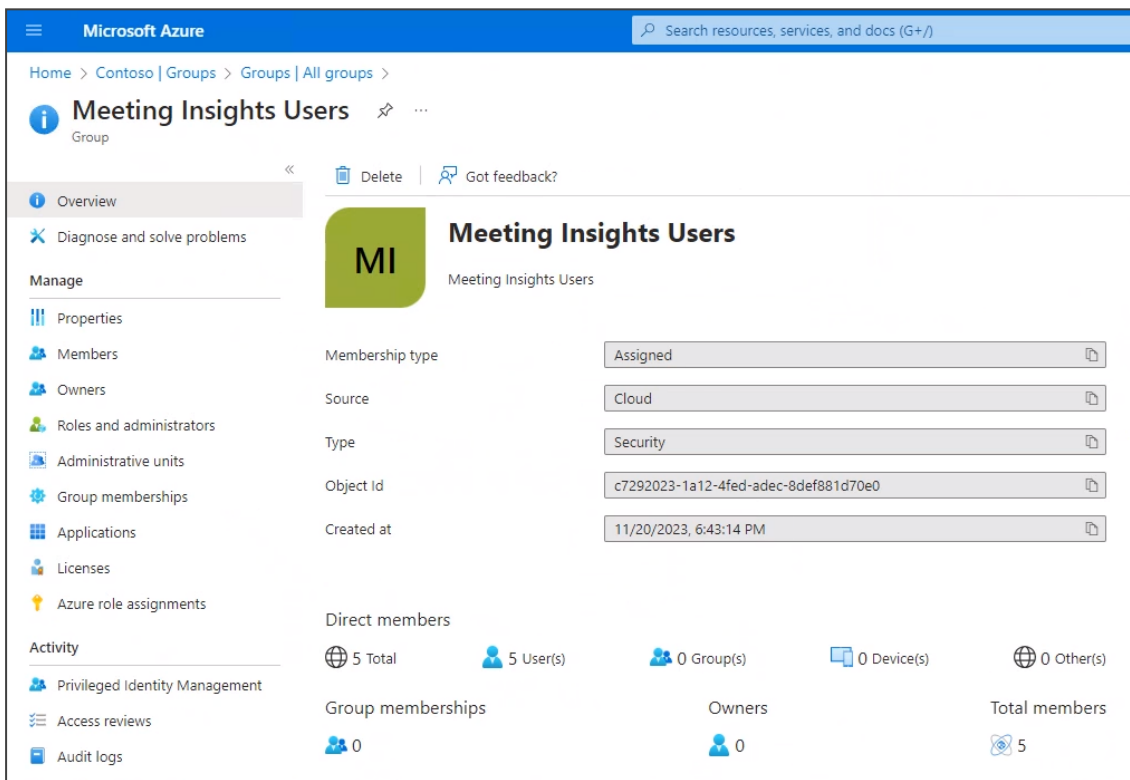 Microsoft Azure
Search resources, services, and docs (G+/)
Home > Contoso | Groups > Groups | All groups >
Meeting Insights Users
Group
Delete
Got feedback?
Overview
Diagnose and solve problems
Manage
Properties
Members
Owners
Roles and administrators
Administrative units
Group memberships
Applications
Licenses
Azure role assignments
Activity
Privileged Identity Management
Access reviews
Audit logs
MI
Meeting Insights Users
Meeting Insights Users
Membership type Assigned
Source Cloud
Type Security
Object Id c7292023-1a12-4fed-adec-8def881d70e0
Created at 11/20/2023, 6:43:14 PM
Direct members
5 Total 5 User(s) 0 Group(s) 0 Device(s) 0 Other(s)
Group memberships Owners Total members
0 0 5